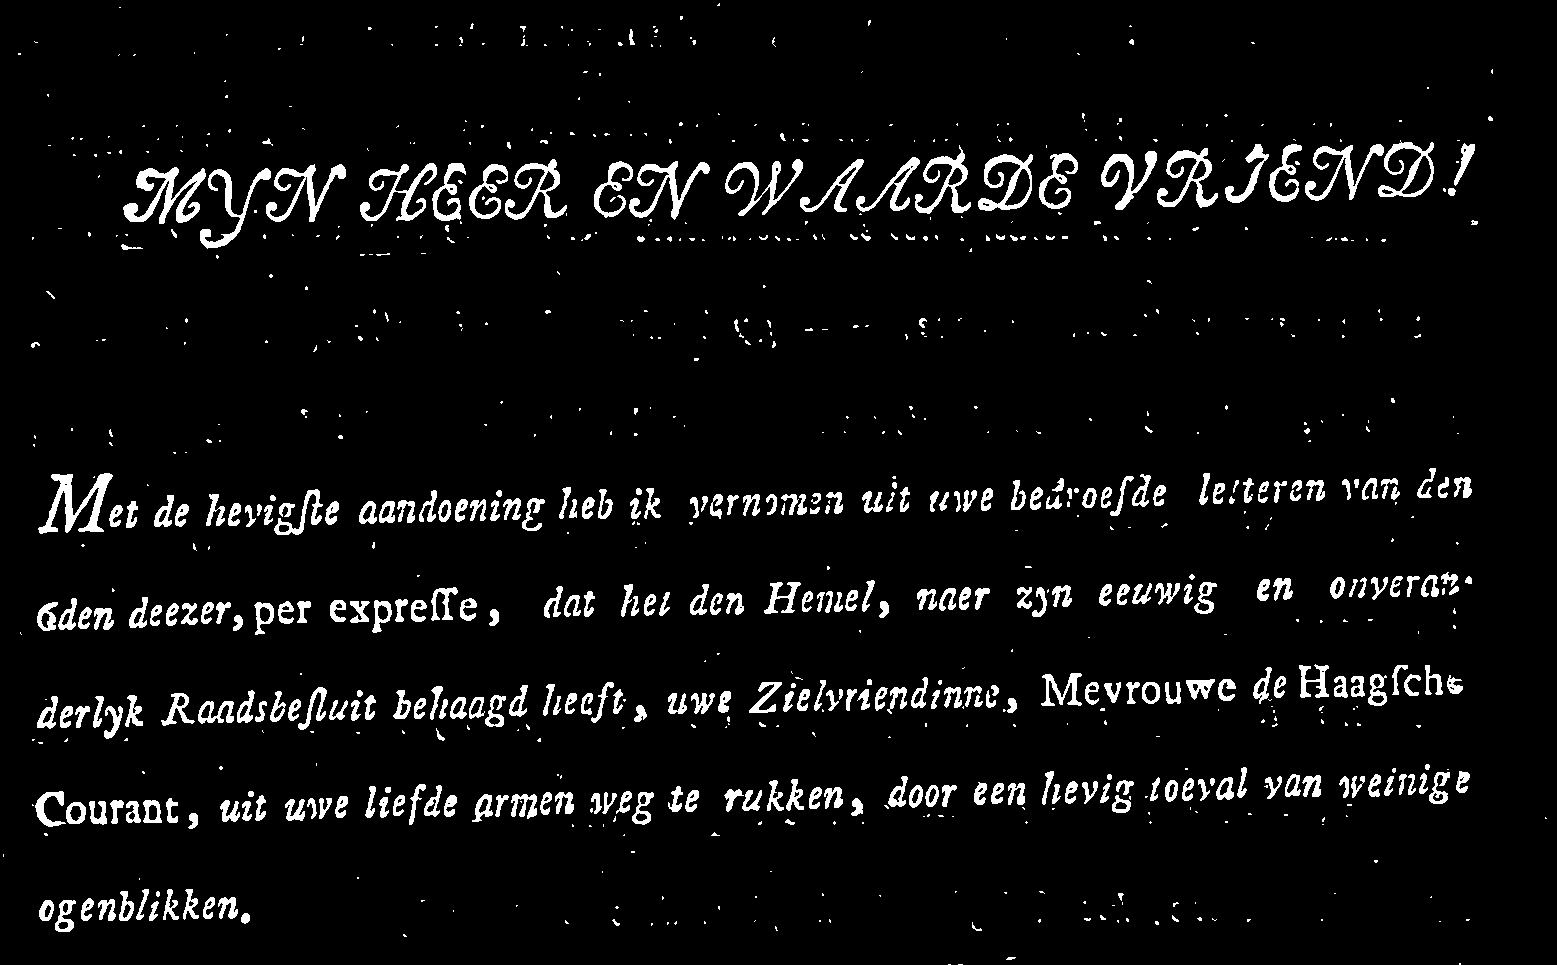 MYN HEER EN WAARDE VRIEND!
Met de hevigſte aandoening heb ik vernomen uit uwe bedroefde letteren van den
6den deezer, per expreſſe, dat het den Hemel, naer zyn eeuwig en onveran-
derlyk Raadsbeſluit behaagd heeft, uwe Zielvriendinne, Mevrouwe de Haagſche
Courant, uit uwe liefde armen weg te rukken, door een hevig toeval van weinige
ogenblikken.